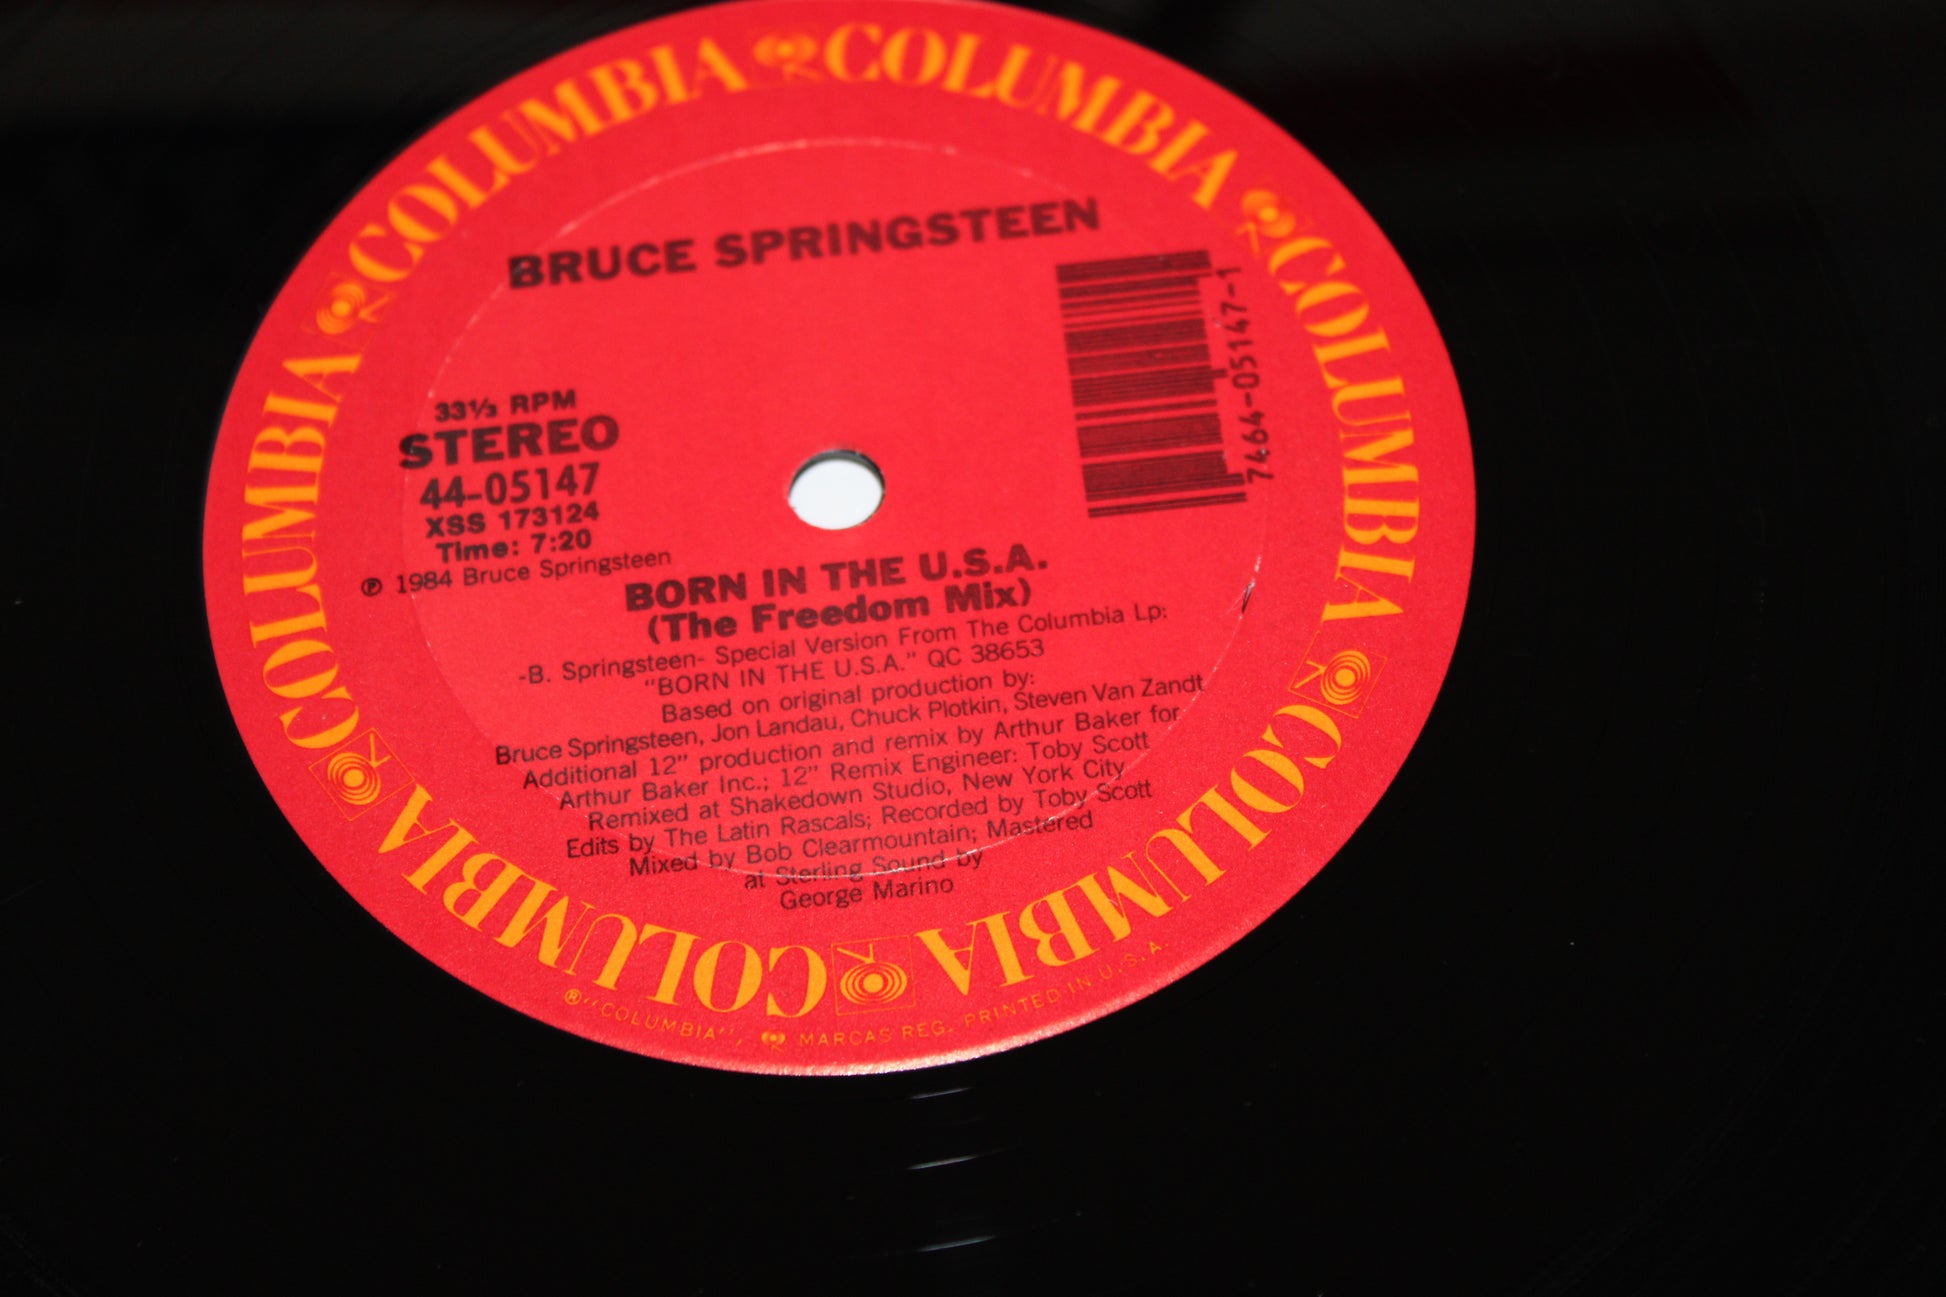 COLUMBIA COLUMBIA COLUMBIA COLUMBIA COLUMBIA COLUMBIA COLUMBIA
BRUCE SPRINGSTEEN
7464-05147-1
33⅓ RPM
STEREO
44-05147
XSS 173124
Time: 7:20
℗ 1984 Bruce Springsteen
BORN IN THE U.S.A.
(The Freedom Mix)
-B. Springsteen- Special Version From The Columbia Lp:
"BORN IN THE U.S.A." QC 38653
Based on original production by:
Bruce Springsteen, Jon Landau, Chuck Plotkin, Steven Van Zandt
Additional 12" production and remix by Arthur Baker for
Arthur Baker Inc.; 12" Remix Engineer: Toby Scott
Remixed at Shakedown Studio, New York City
Edits by The Latin Rascals; Recorded by Toby Scott
Mixed by Bob Clearmountain; Mastered
at Sterling Sound by
George Marino
® "COLUMBIA", MARCAS REG. PRINTED IN U.S.A.